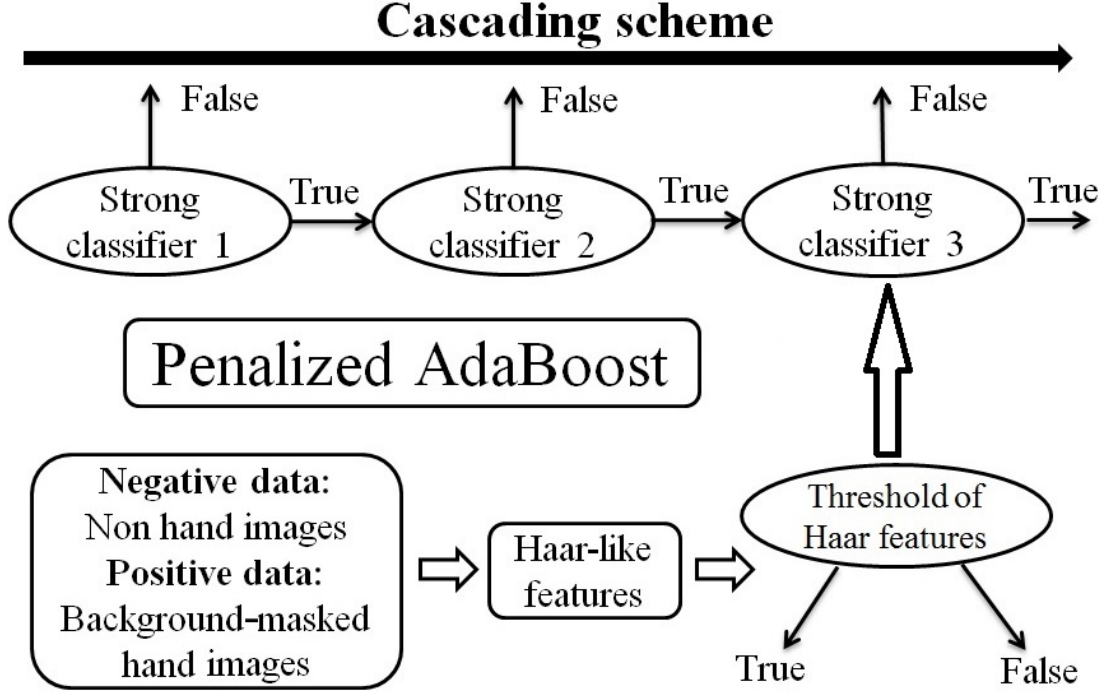 Cascading scheme
False
False
False
Strong
classifier 1
True
Strong
classifier 2
True
Strong
classifier 3
True
Penalized AdaBoost
Negative data:
Non hand images
Positive data:
Background-masked
hand images
Haar-like
features
Threshold of
Haar features
True
False